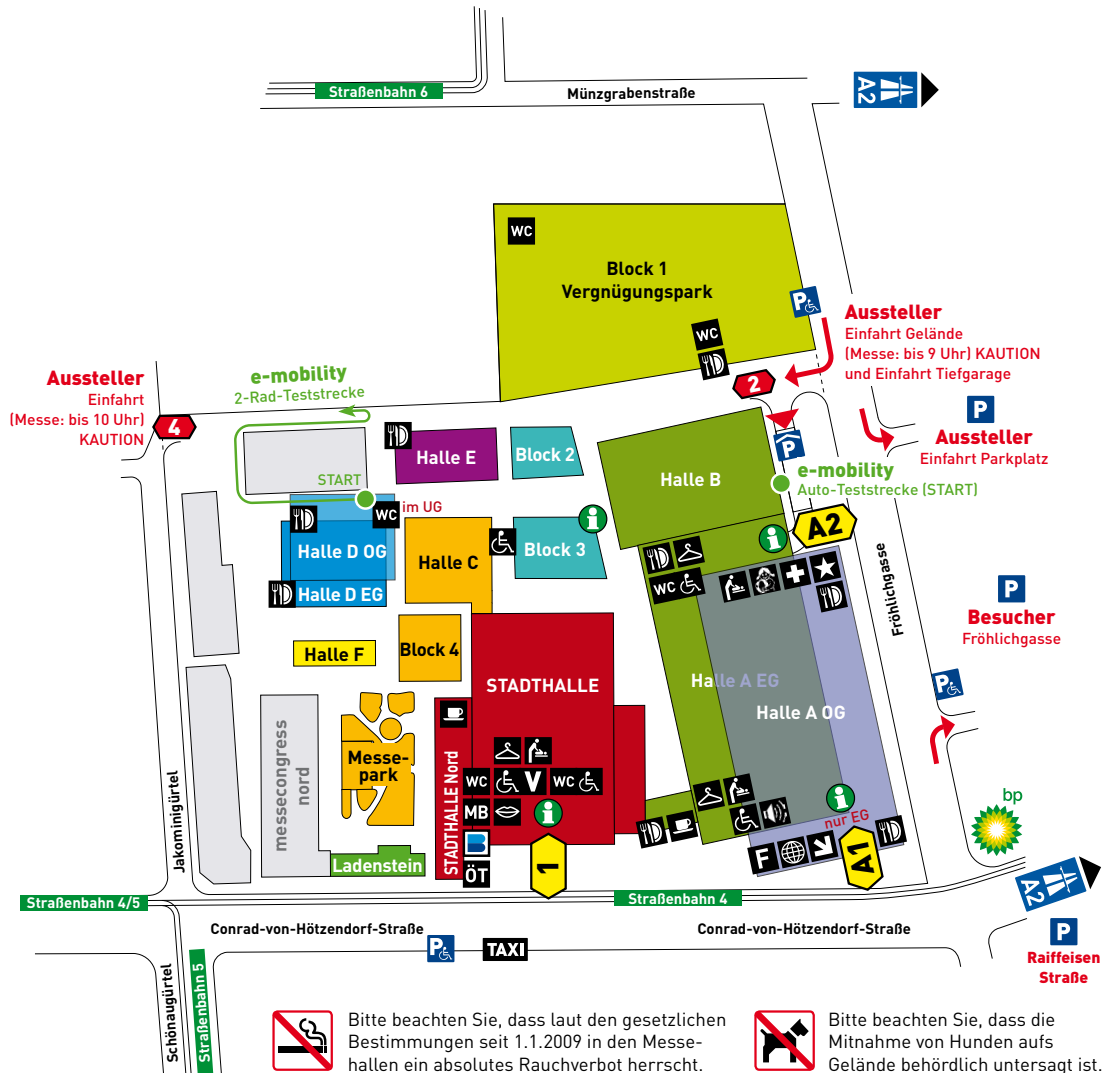 Straßenbahn 6
Münzgrabenstraße
A2
WC
Block 1
Vergnügungspark
P
WC
Aussteller
Einfahrt Gelände
(Messe: bis 9 Uhr) KAUTION
und Einfahrt Tiefgarage
2
Aussteller
Einfahrt
(Messe: bis 10 Uhr)
KAUTION
4
e-mobility
2-Rad-Teststrecke
START
P
Aussteller
Einfahrt Parkplatz
P
e-mobility
Auto-Teststrecke (START)
Halle E
Block 2
Halle B
im UG
WC
Halle D OG
Halle D EG
Halle C
Block 3
i
i
A2
WC
Fröhlichgasse
P
Besucher
Fröhlichgasse
P
Halle F
Block 4
STADTHALLE
Halle A EG
Halle A OG
messecongress
nord
Messe-
park
STADTHALLE Nord
WC
V
WC
MB
i
B
ÖT
1
i
nur EG
F
A1
bp
Ladenstein
Jakominigürtel
Straßenbahn 4/5
Straßenbahn 4
A2
Conrad-von-Hötzendorf-Straße
Conrad-von-Hötzendorf-Straße
P
TAXI
P
Raiffeisen
Straße
Schönaugürtel
Straßenbahn 5
Bitte beachten Sie, dass laut den gesetzlichen
Bestimmungen seit 1.1.2009 in den Messe-
hallen ein absolutes Rauchverbot herrscht.
Bitte beachten Sie, dass die
Mitnahme von Hunden aufs
Gelände behördlich untersagt ist.